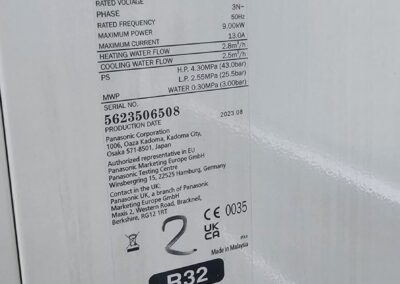 RATED VOLTAGE
PHASE 3N~
RATED FREQUENCY 50Hz
MAXIMUM POWER 9.00kW
MAXIMUM CURRENT 13.0A
HEATING WATER FLOW 2.8m³/h
COOLING WATER FLOW 2.5m³/h
PS H.P. 4.30MPa (43.0bar)
L.P. 2.55MPa (25.5bar)
MWP WATER 0.30MPa (3.00bar)
SERIAL NO.
5623506508
PRODUCTION DATE 2023.08
Panasonic Corporation
1006, Oaza Kadoma, Kadoma City,
Osaka 571-8501, Japan
Authorized representative in EU
Panasonic Marketing Europe GmbH
Panasonic Testing Centre
Winsbergring 15, 22525 Hamburg, Germany
Contact in the UK:
Panasonic UK, a branch of Panasonic
Marketing Europe GmbH
Maxis 2, Western Road, Bracknell,
Berkshire, RG12 1RT
2
CE 0035
UK
CA
Made in Malaysia
R32